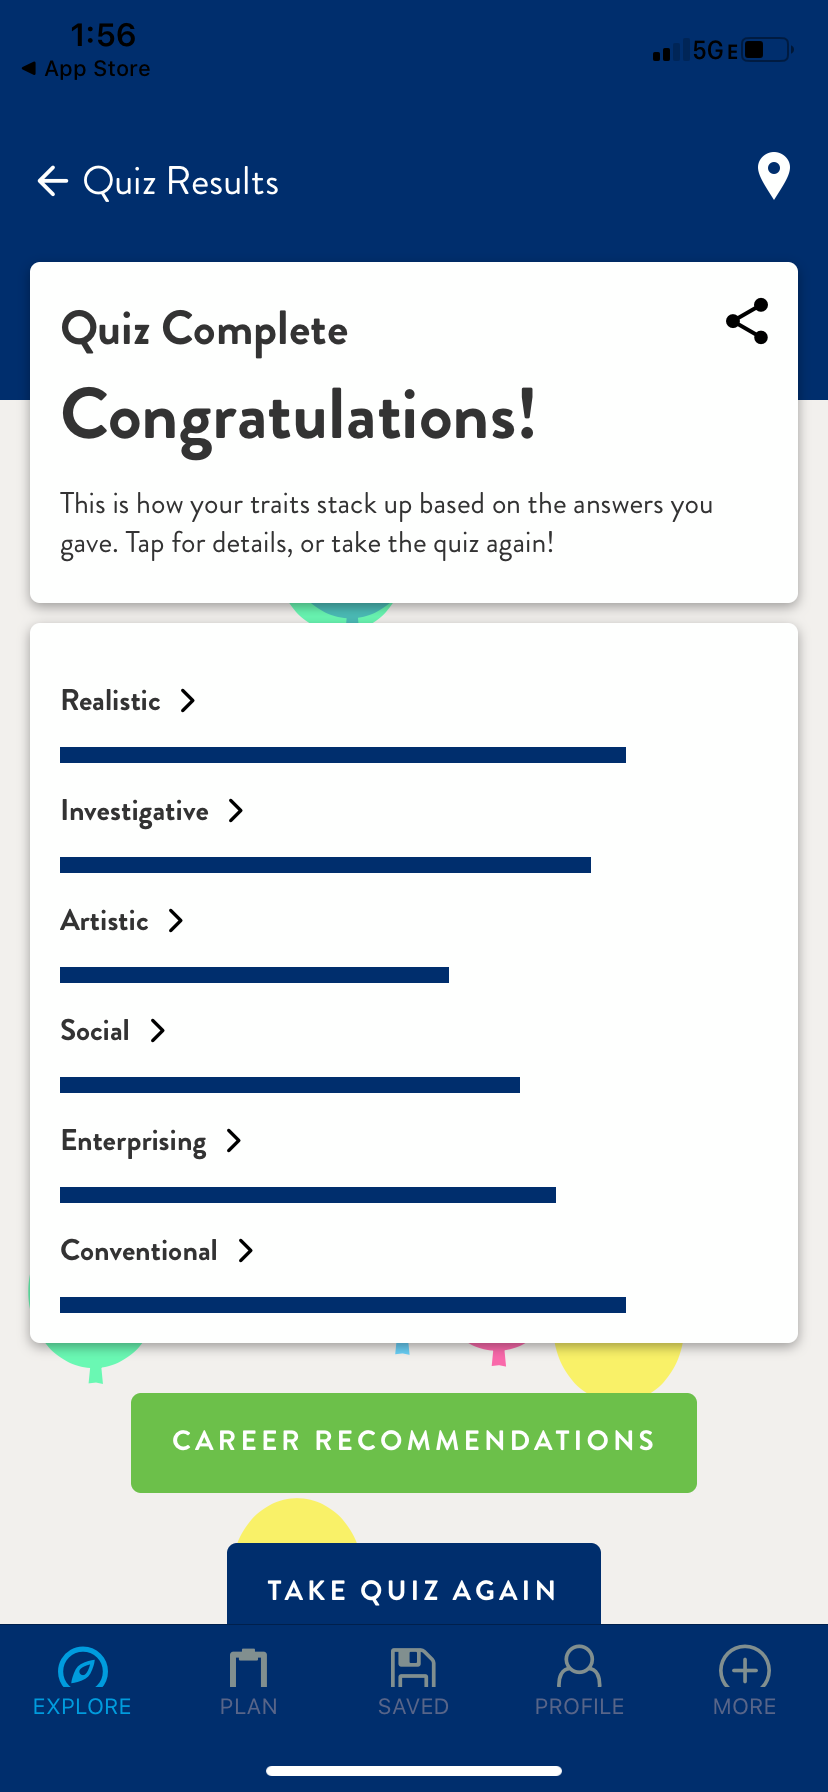 1:56
App Store
5GE
Quiz Results
Quiz Complete
Congratulations!
This is how your traits stack up based on the answers you
gave. Tap for details, or take the quiz again!
Realistic
Investigative
Artistic
Social
Enterprising
Conventional
CAREER RECOMMENDATIONS
TAKE QUIZ AGAIN
EXPLORE PLAN SAVED PROFILE MORE